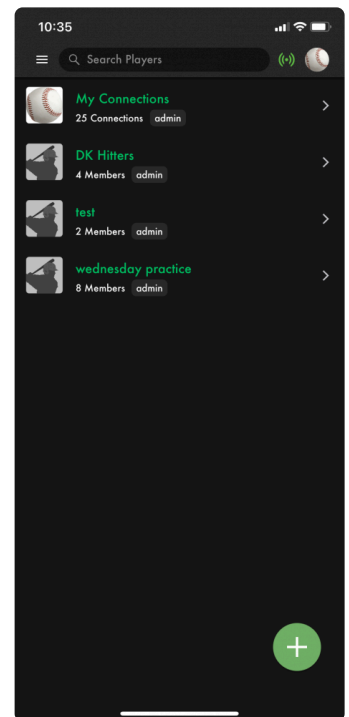 10:35
Search Players
My Connections
25 Connections admin
DK Hitters
4 Members admin
test
2 Members admin
wednesday practice
8 Members admin